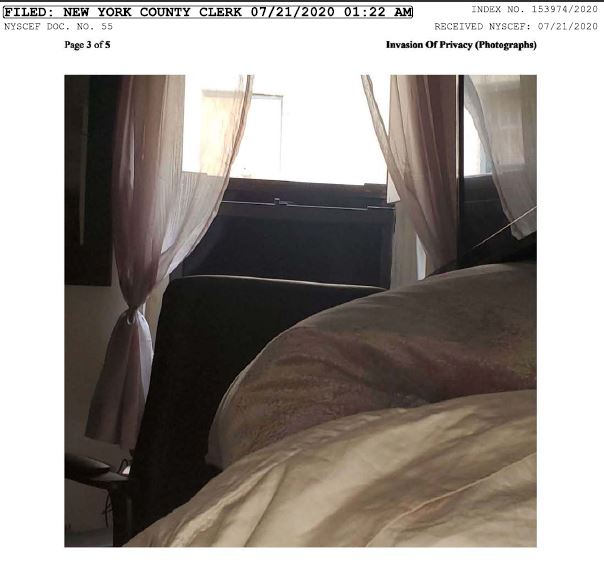 FILED: NEW YORK COUNTY CLERK 07/21/2020 01:22 AM
INDEX NO. 153974/2020
NYSCEF DOC. NO. 55
RECEIVED NYSCEF: 07/21/2020
Page 3 of 5
Invasion Of Privacy (Photographs)